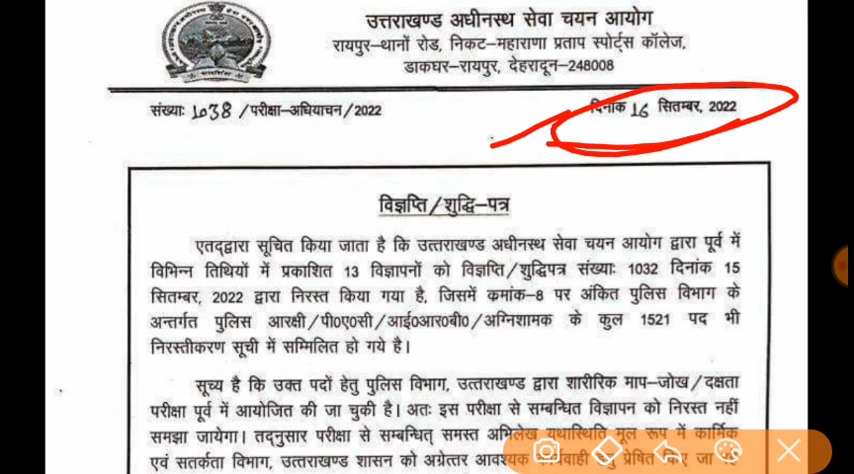 उत्तराखण्ड अधीनस्थ सेवा चयन आयोग
रायपुर–थानों रोड, निकट–महाराणा प्रताप स्पोर्ट्स कॉलेज,
डाकघर–रायपुर, देहरादून–248008
संख्याः 1038 /परीक्षा–अधियाचन/2022 दिनांक 16 सितम्बर, 2022
विज्ञप्ति/शुद्धि–पत्र
एतद्द्वारा सूचित किया जाता है कि उत्तराखण्ड अधीनस्थ सेवा चयन आयोग द्वारा पूर्व में
विभिन्न तिथियों में प्रकाशित 13 विज्ञापनों को विज्ञप्ति/शुद्धिपत्र संख्याः 1032 दिनांक 15
सितम्बर, 2022 द्वारा निरस्त किया गया है, जिसमें क्रमांक–8 पर अंकित पुलिस विभाग के
अन्तर्गत पुलिस आरक्षी/पी0ए0सी/आई0आर0बी0/अग्निशामक के कुल 1521 पद भी
निरस्तीकरण सूची में सम्मिलित हो गये है।
सूच्य है कि उक्त पदों हेतु पुलिस विभाग, उत्तराखण्ड द्वारा शारीरिक माप–जोख/दक्षता
परीक्षा पूर्व में आयोजित की जा चुकी है। अतः इस परीक्षा से सम्बन्धित विज्ञापन को निरस्त नहीं
समझा जायेगा। तद्नुसार परीक्षा से सम्बन्धित् समस्त अभिलेख यथास्थिति मूल रूप में कार्मिक
एवं सतर्कता विभाग, उत्तराखण्ड शासन को अग्रेत्तर आवश्यक कार्यवाही हेतु प्रेषित किए जा